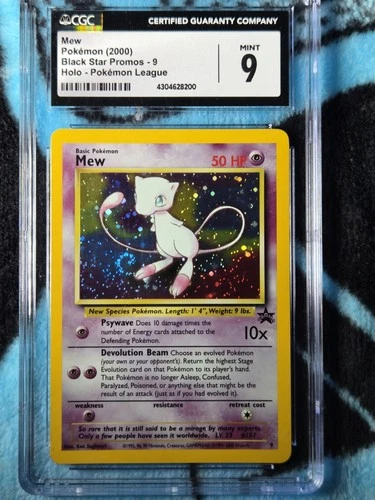 CGC CERTIFIED GUARANTY COMPANY
Mew
Pokémon (2000)
Black Star Promos - 9
Holo - Pokémon League
MINT
9
4304628200
Basic Pokémon
Mew
50 HP
New Species Pokémon. Length: 1' 4", Weight: 9 lbs.
Psywave Does 10 damage times the
number of Energy cards attached to the
Defending Pokémon.
10x
Devolution Beam Choose an evolved Pokémon
(your own or your opponent's). Return the highest Stage
Evolution card on that Pokémon to its player's hand.
That Pokémon is no longer Asleep, Confused,
Paralyzed, Poisoned, or anything else that might be the
result of an attack (just as if you had evolved it).
weakness resistance retreat cost
So rare that it is still said to be a mirage by many experts.
Only a few people have seen it worldwide. LV. 23 #151
9